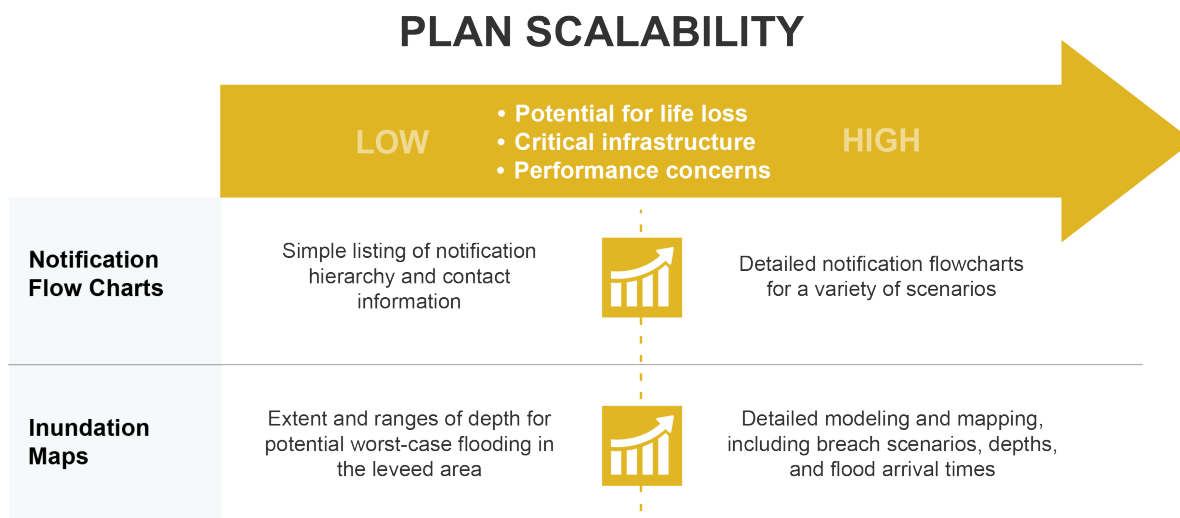 PLAN SCALABILITY
LOW
• Potential for life loss
• Critical infrastructure
• Performance concerns
HIGH
Notification
Flow Charts
Simple listing of notification
hierarchy and contact
information
Detailed notification flowcharts
for a variety of scenarios
Inundation
Maps
Extent and ranges of depth for
potential worst-case flooding in
the leveed area
Detailed modeling and mapping,
including breach scenarios, depths,
and flood arrival times